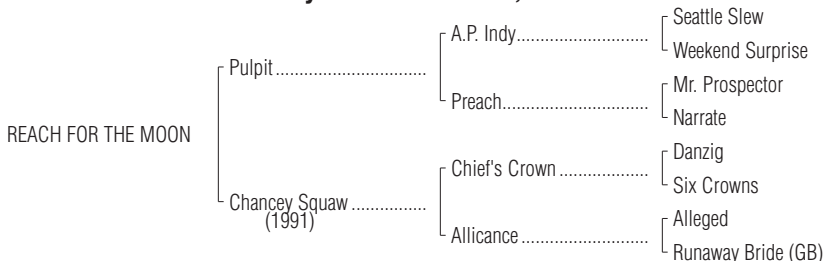 Seattle Slew
A.P. Indy
Weekend Surprise
Pulpit
Mr. Prospector
Preach
Narrate
REACH FOR THE MOON
Danzig
Chief's Crown
Six Crowns
Chancey Squaw
(1991)
Alleged
Allicance
Runaway Bride (GB)